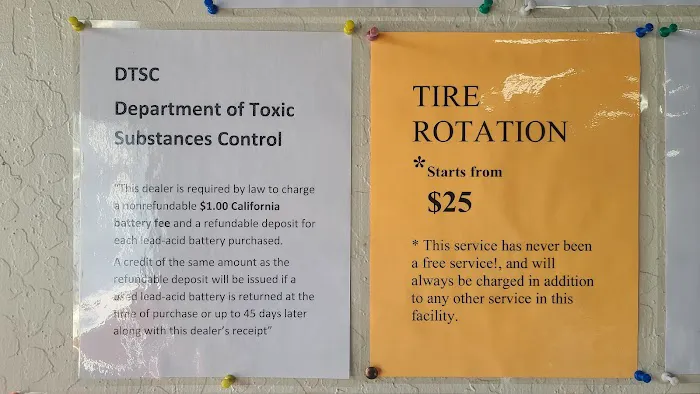 DTSC
Department of Toxic
Substances Control
"This dealer is required by law to charge
a nonrefundable $1.00 California
battery fee and a refundable deposit for
each lead-acid battery purchased.
A credit of the same amount as the
refundable deposit will be issued if a
used lead-acid battery is returned at the
time of purchase or up to 45 days later
along with this dealer's receipt"
TIRE
ROTATION
*Starts from
$25
* This service has never been
a free service!, and will
always be charged in addition
to any other service in this
facility.